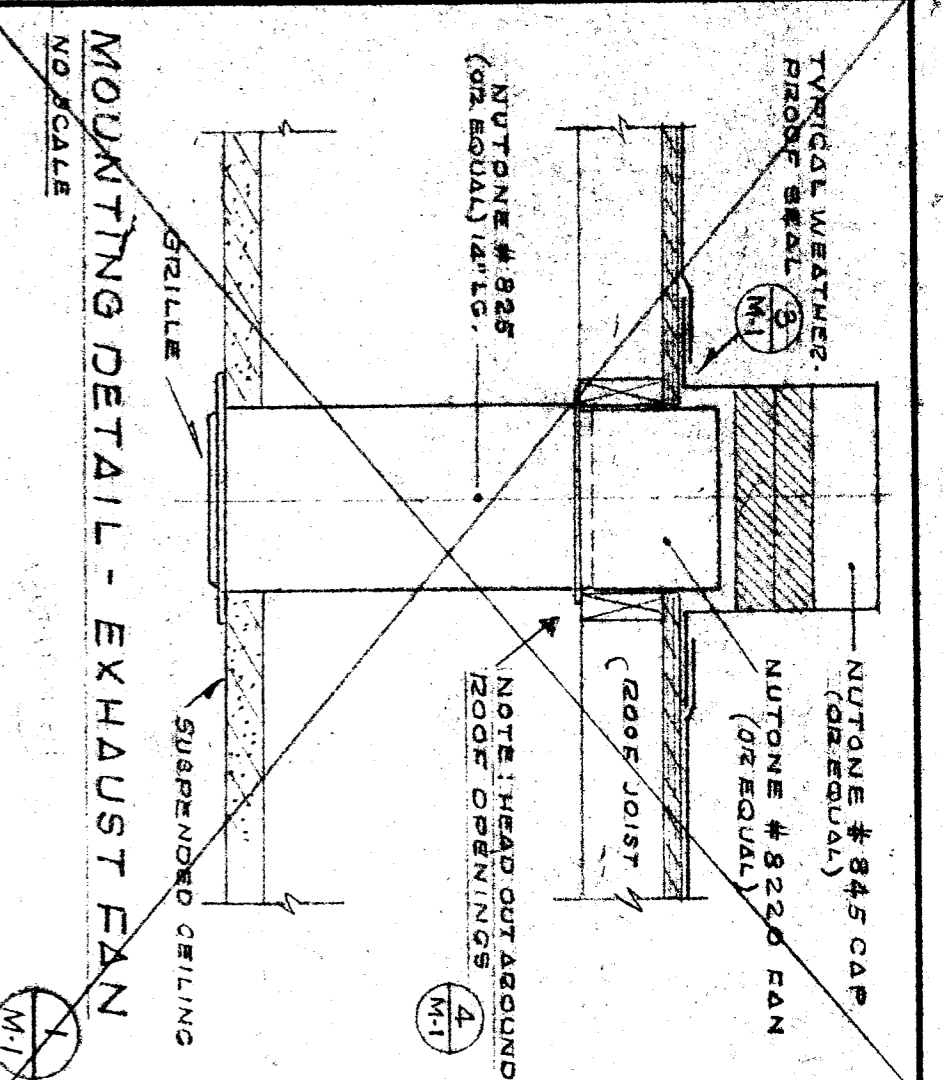 TYPICAL WEATHER-
PROOF SEAL
3
M-1
NUTONE # 845 CAP
(OR EQUAL)
NUTONE # 8220 FAN
(OR EQUAL)
ROOF JOIST
NUTONE # 825
(OR EQUAL) 14" LG.
NOTE: HEAD OUT AROUND
ROOF OPENINGS
4
M-1
GRILLE
SUSPENDED CEILING
MOUNTING DETAIL - EXHAUST FAN
NO SCALE
1
M-1